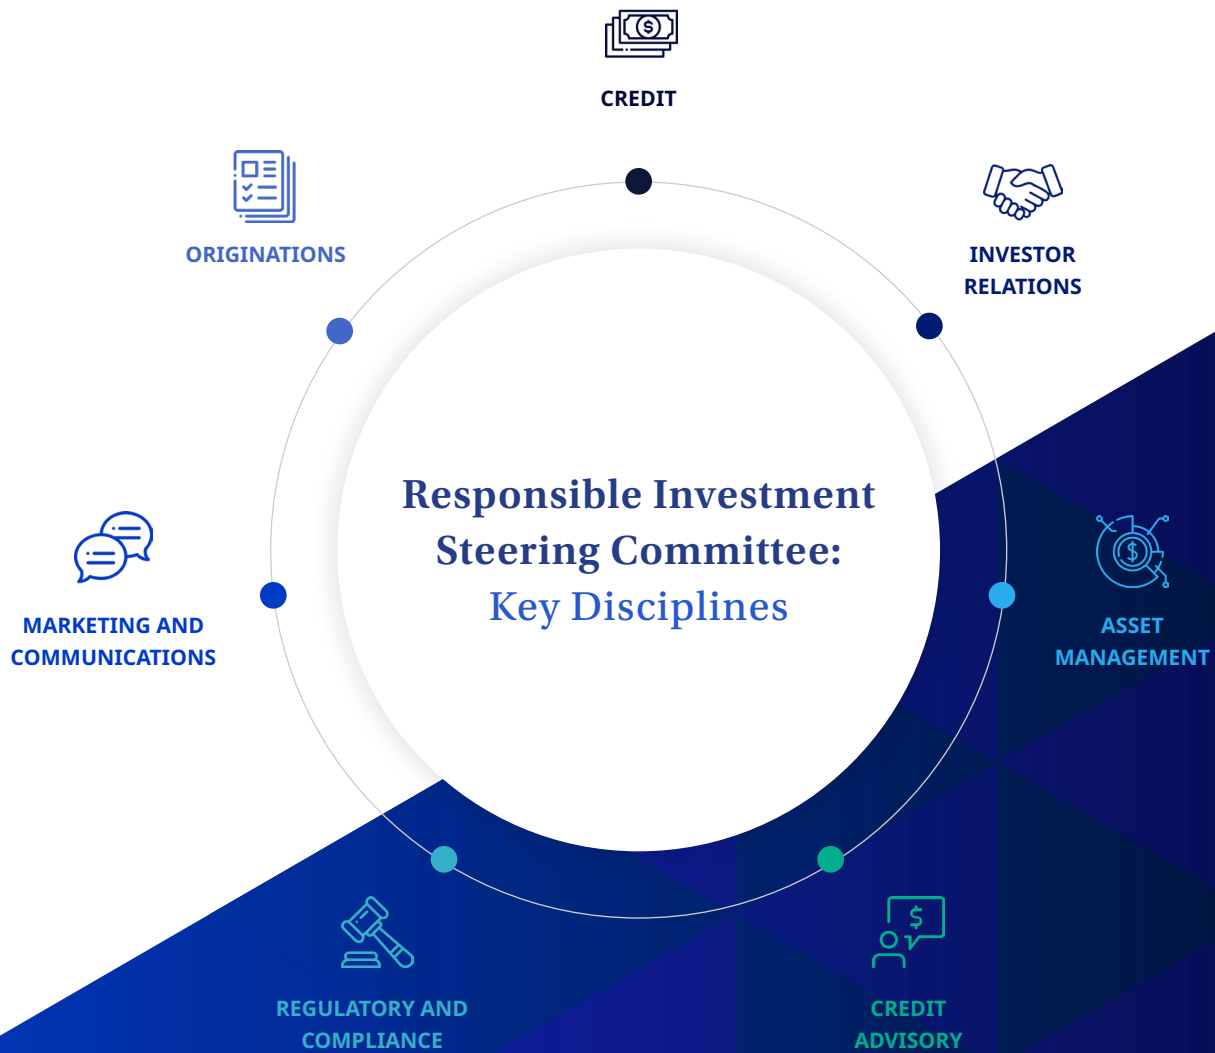 CREDIT
ORIGINATIONS
INVESTOR
RELATIONS
Responsible Investment
Steering Committee:
Key Disciplines
MARKETING AND
COMMUNICATIONS
ASSET
MANAGEMENT
REGULATORY AND
COMPLIANCE
CREDIT
ADVISORY